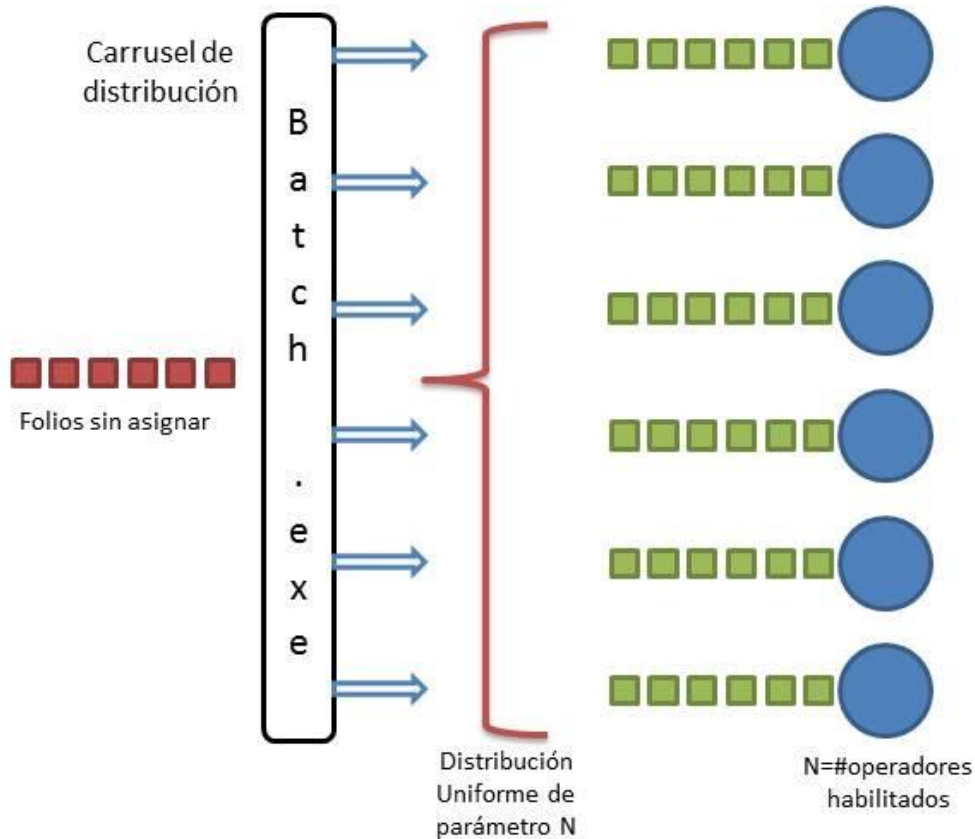 Carrusel de
distribución
B
a
t
c
h
.
e
x
e
Folios sin asignar
Distribución
Uniforme de
parámetro N
N=#operadores
habilitados